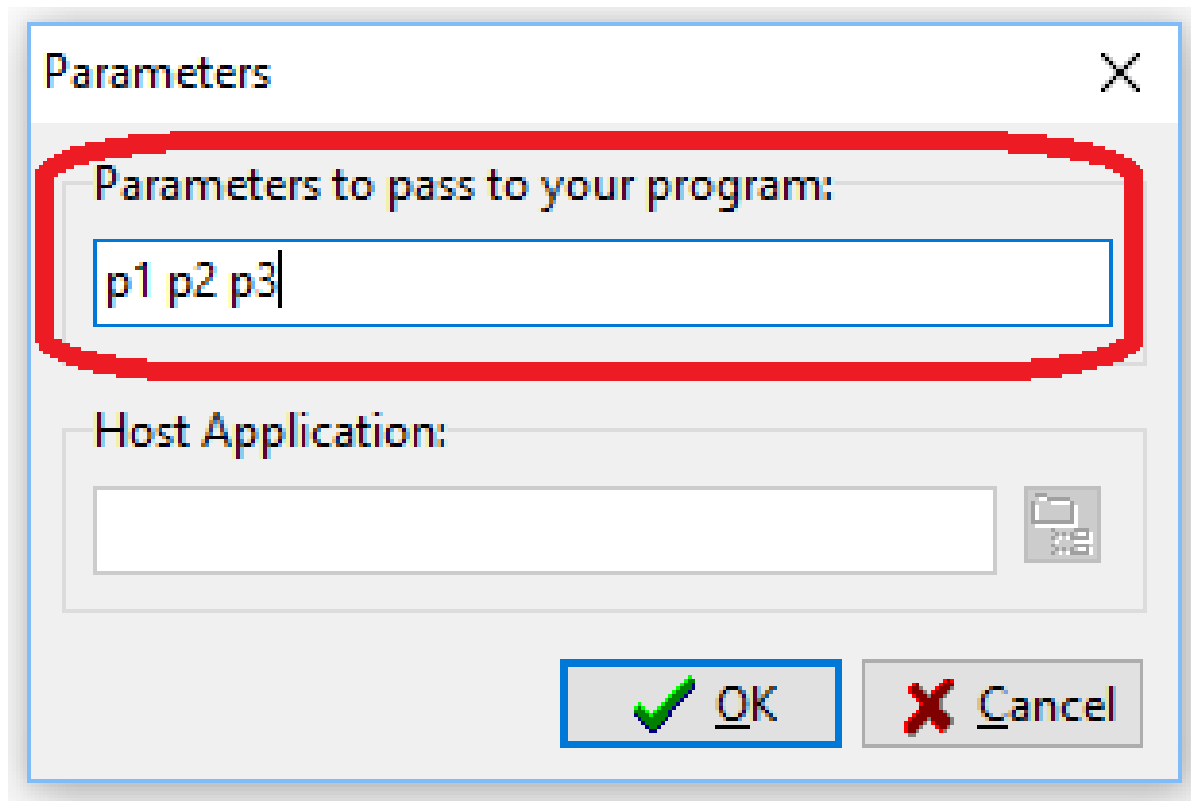 Parameters
Parameters to pass to your program:
p1 p2 p3
Host Application:
OK
Cancel